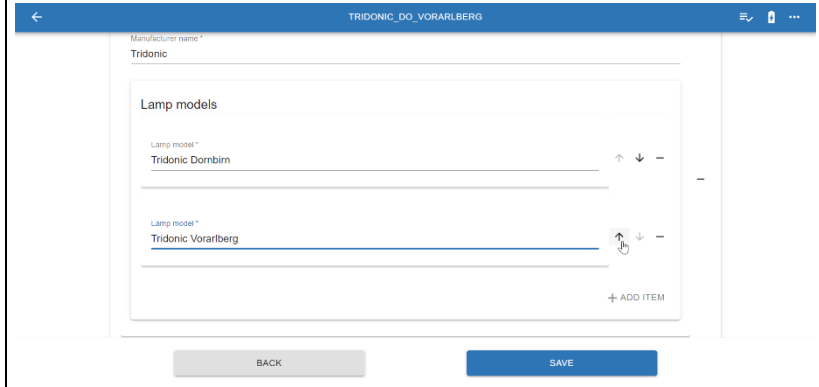 TRIDONIC_DO_VORARLBERG
Manufacturer name *
Tridonic
Lamp models
Lamp model *
Tridonic Dornbirn
Lamp model *
Tridonic Vorarlberg
+ ADD ITEM
BACK
SAVE